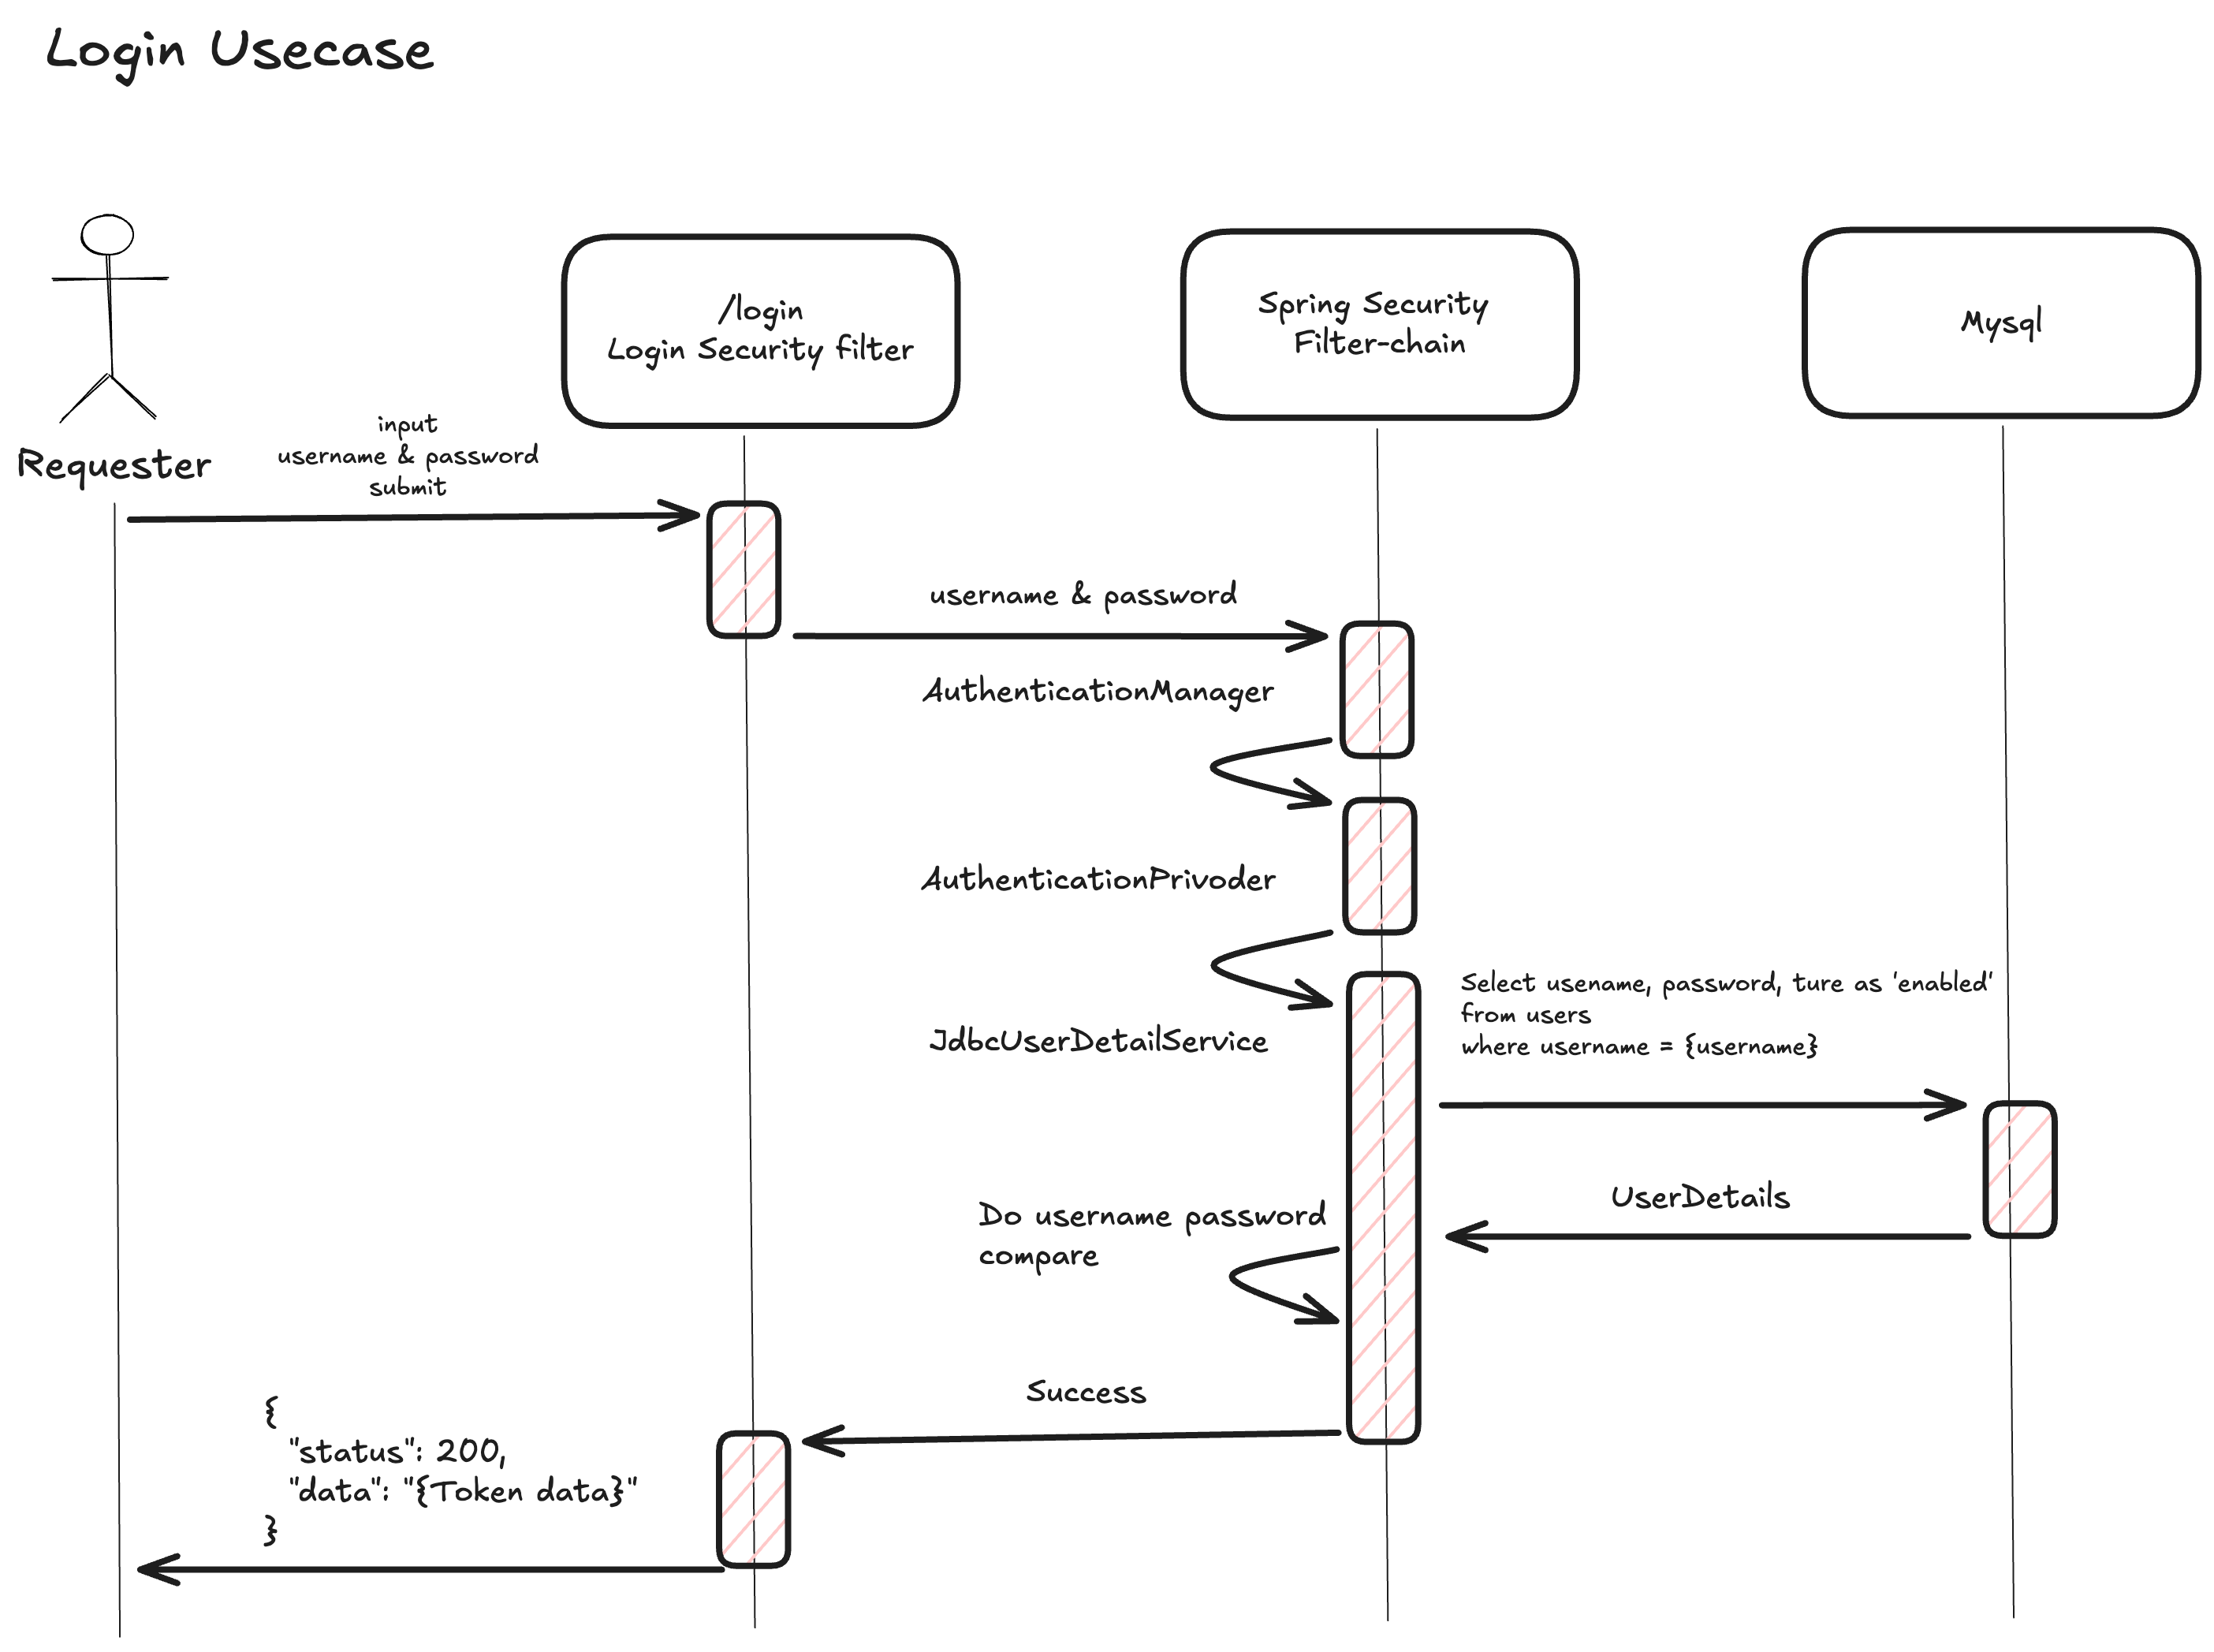 Login Usecase
/login
Login Security filter
Spring Security
Filter-chain
Mysql
Requester
input
username & password
submit
username & password
AuthenticationManager
AuthenticationPrivoder
JdbcUserDetailService
Select usename, password, ture as 'enabled'
from users
where username = {username}
UserDetails
Do username password
compare
Success
{
"status": 200,
"data": "{Token data}"
}